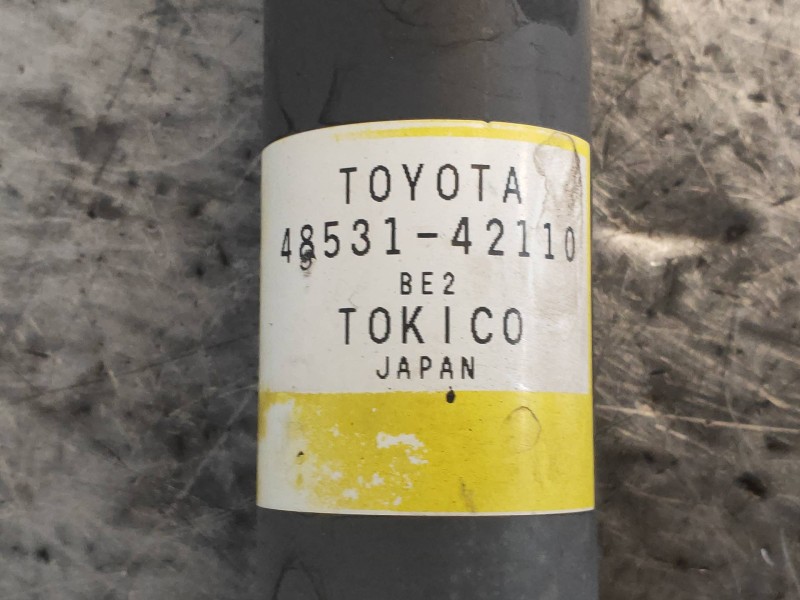 TOYOTA
48531-42110
BE2
TOKICO
JAPAN